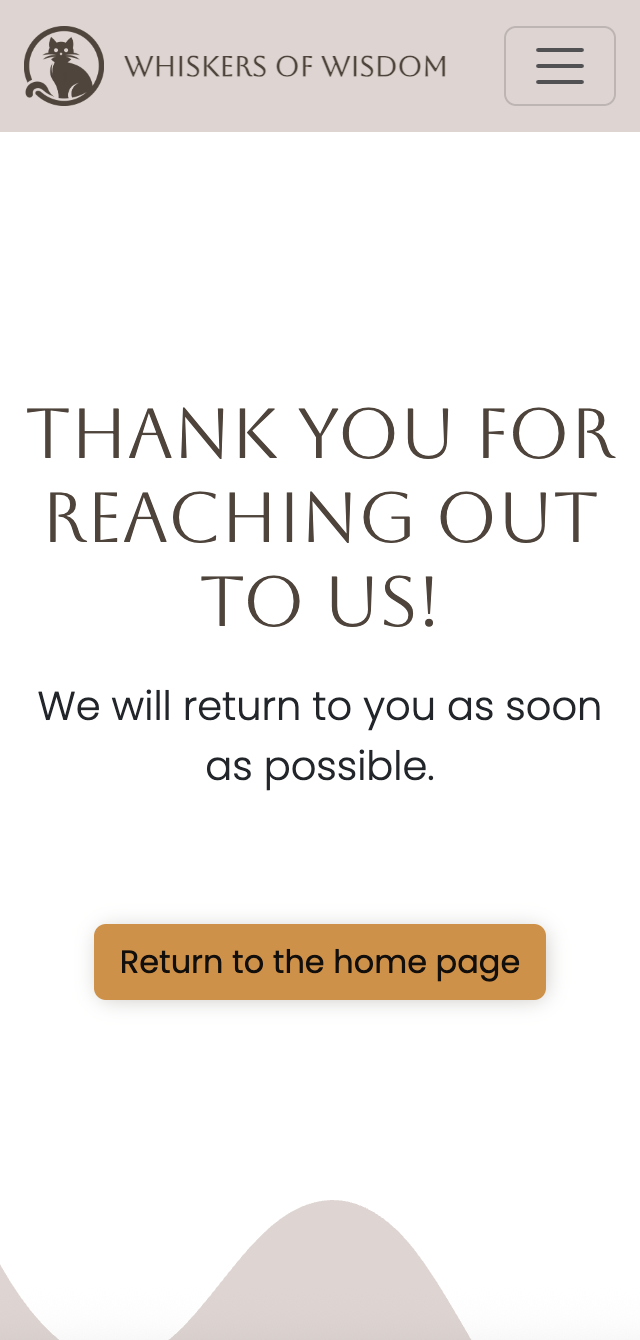 WHISKERS OF WISDOM
THANK YOU FOR
REACHING OUT
TO US!
We will return to you as soon
as possible.
Return to the home page